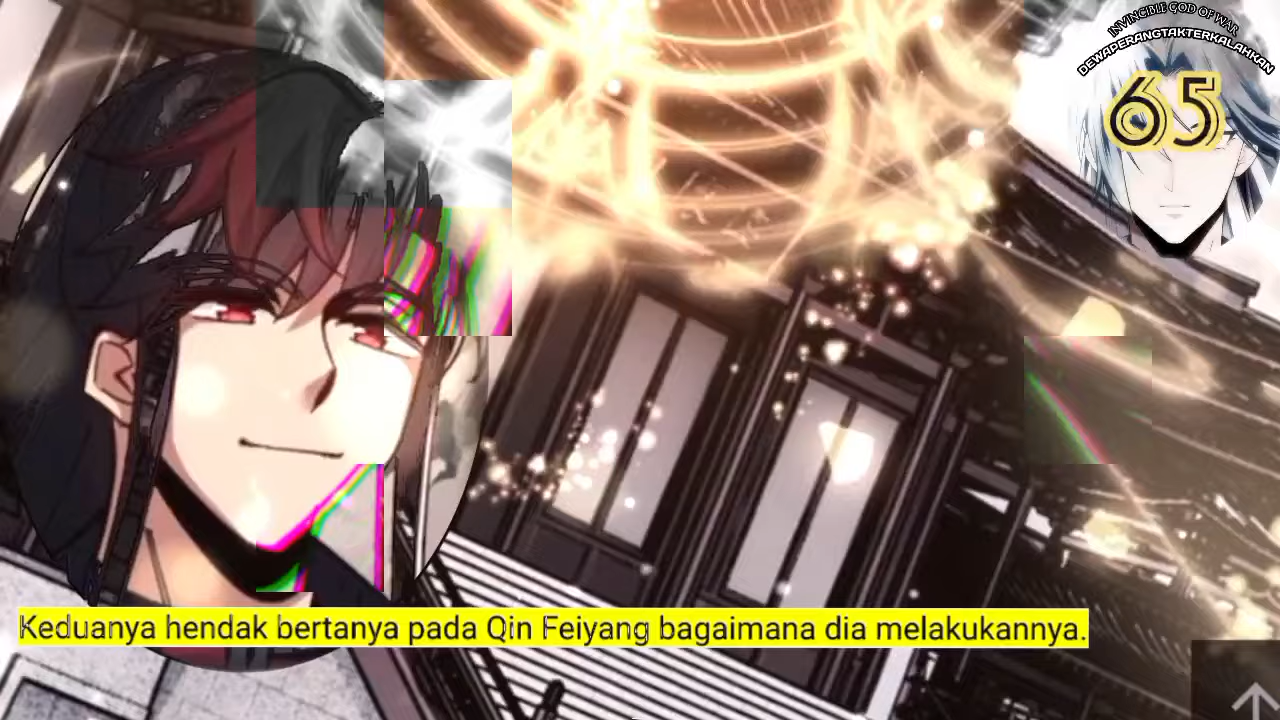 INVINCIBLE GOD OF WAR
DEWAPERANGTAKTERKALAHKAN
65
Keduanya hendak bertanya pada Qin Feiyang bagaimana dia melakukannya.